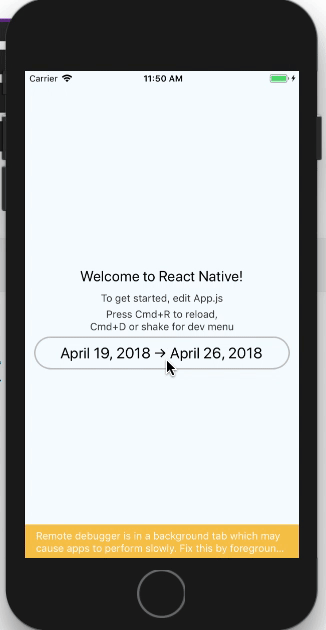 Carrier 11:50 AM
Welcome to React Native!
To get started, edit App.js
Press Cmd+R to reload,
Cmd+D or shake for dev menu
April 19, 2018 → April 26, 2018
Remote debugger is in a background tab which may
cause apps to perform slowly. Fix this by foregroun...